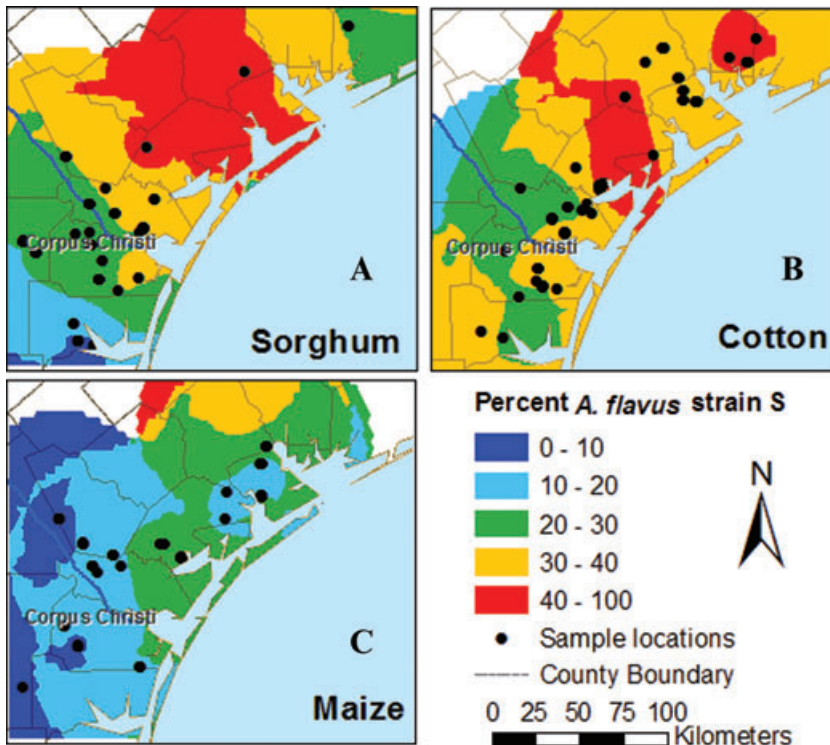 Corpus Christi
A
Sorghum
Corpus Christi
B
Cotton
Corpus Christi
C
Maize
Percent A. flavus strain S
0 - 10
10 - 20
20 - 30
30 - 40
40 - 100
Sample locations
County Boundary
0 25 50 75 100
Kilometers
N